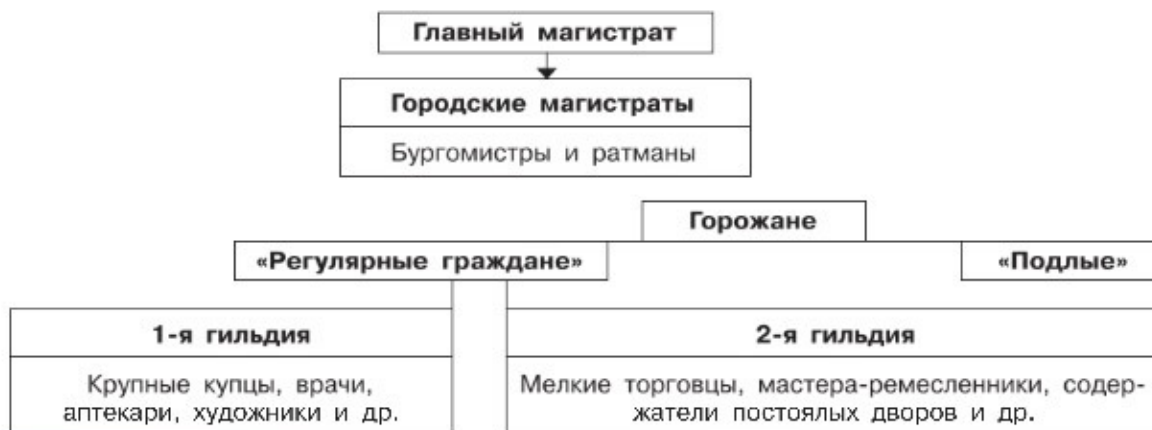 Главный магистрат
Городские магистраты
Бургомистры и ратманы
Горожане
«Регулярные граждане»
«Подлые»
1-я гильдия
Крупные купцы, врачи,
аптекари, художники и др.
2-я гильдия
Мелкие торговцы, мастера-ремесленники, содер-
жатели постоялых дворов и др.